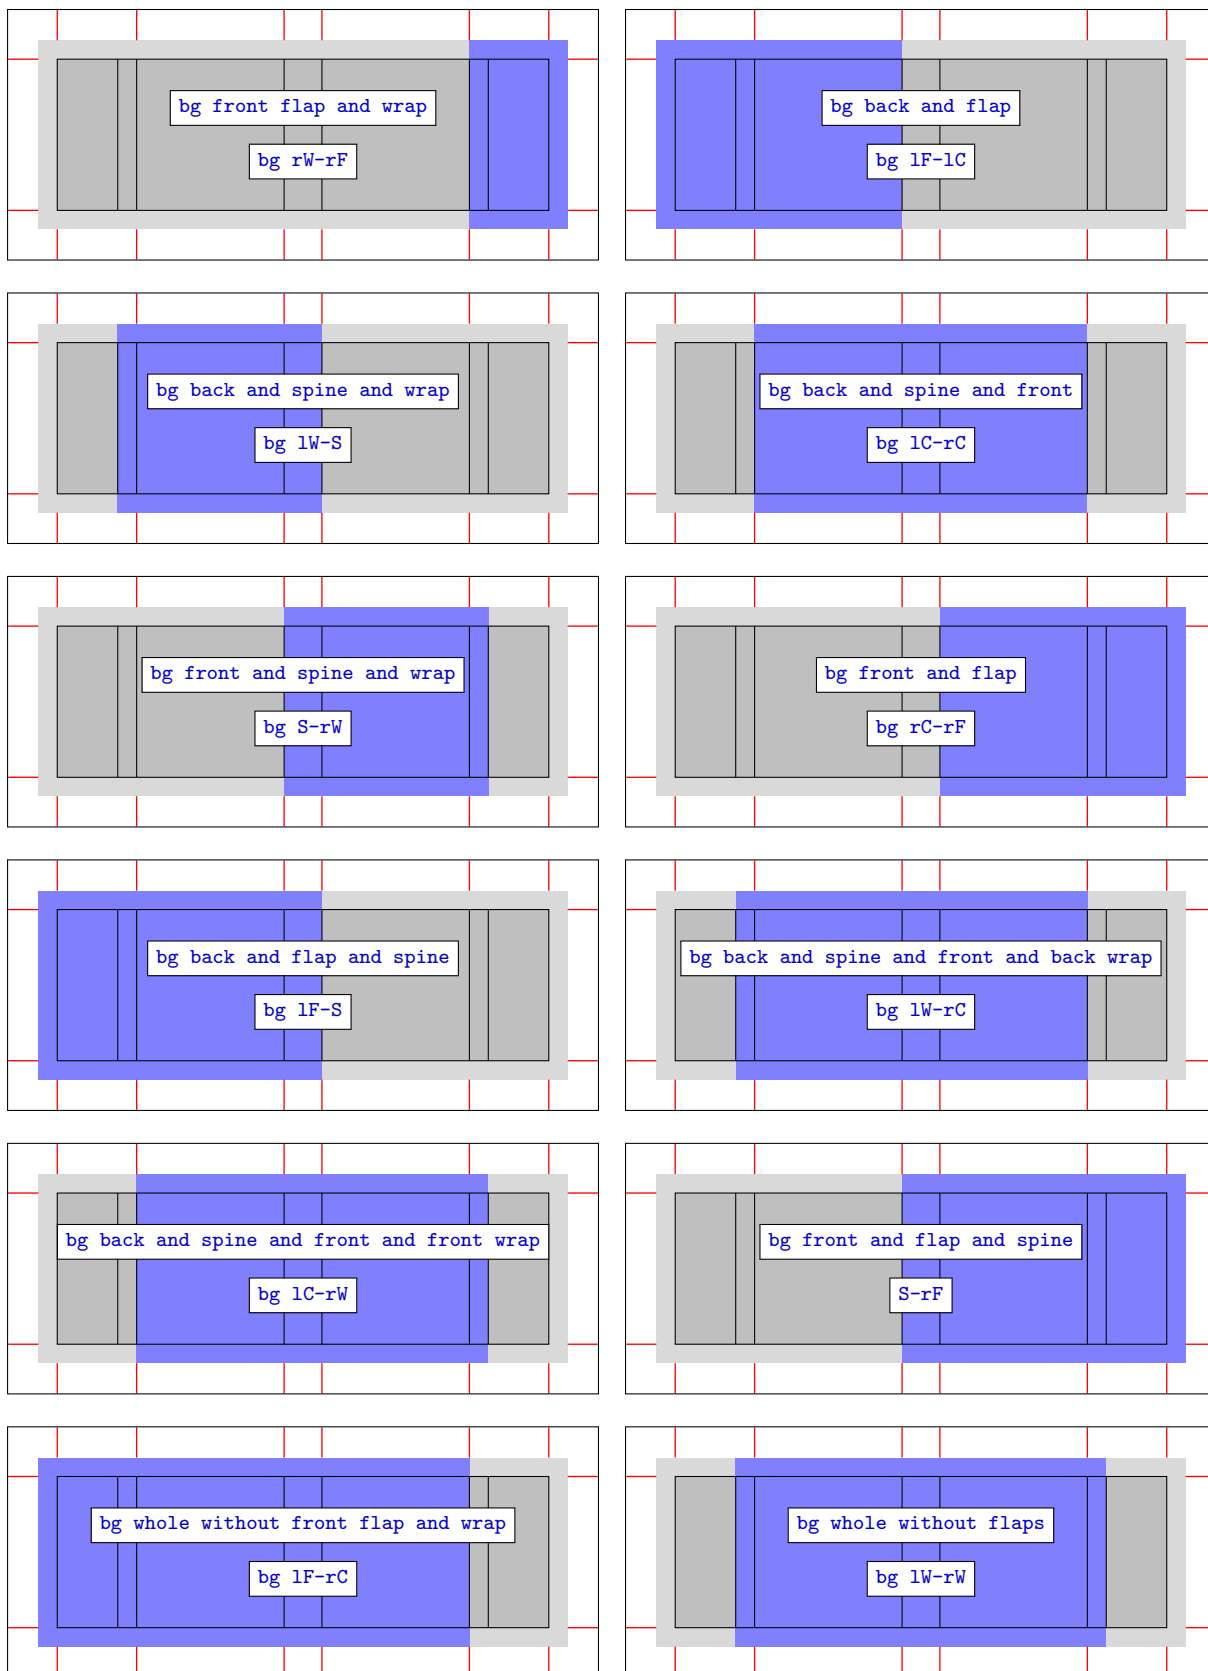 bg front flap and wrap
bg rW-rF
bg back and flap
bg lF-lC
bg back and spine and wrap
bg lW-S
bg back and spine and front
bg lC-rC
bg front and spine and wrap
bg S-rW
bg front and flap
bg rC-rF
bg back and flap and spine
bg lF-S
bg back and spine and front and back wrap
bg lW-rC
bg back and spine and front and front wrap
bg lC-rW
bg front and flap and spine
S-rF
bg whole without front flap and wrap
bg lF-rC
bg whole without flaps
bg lW-rW